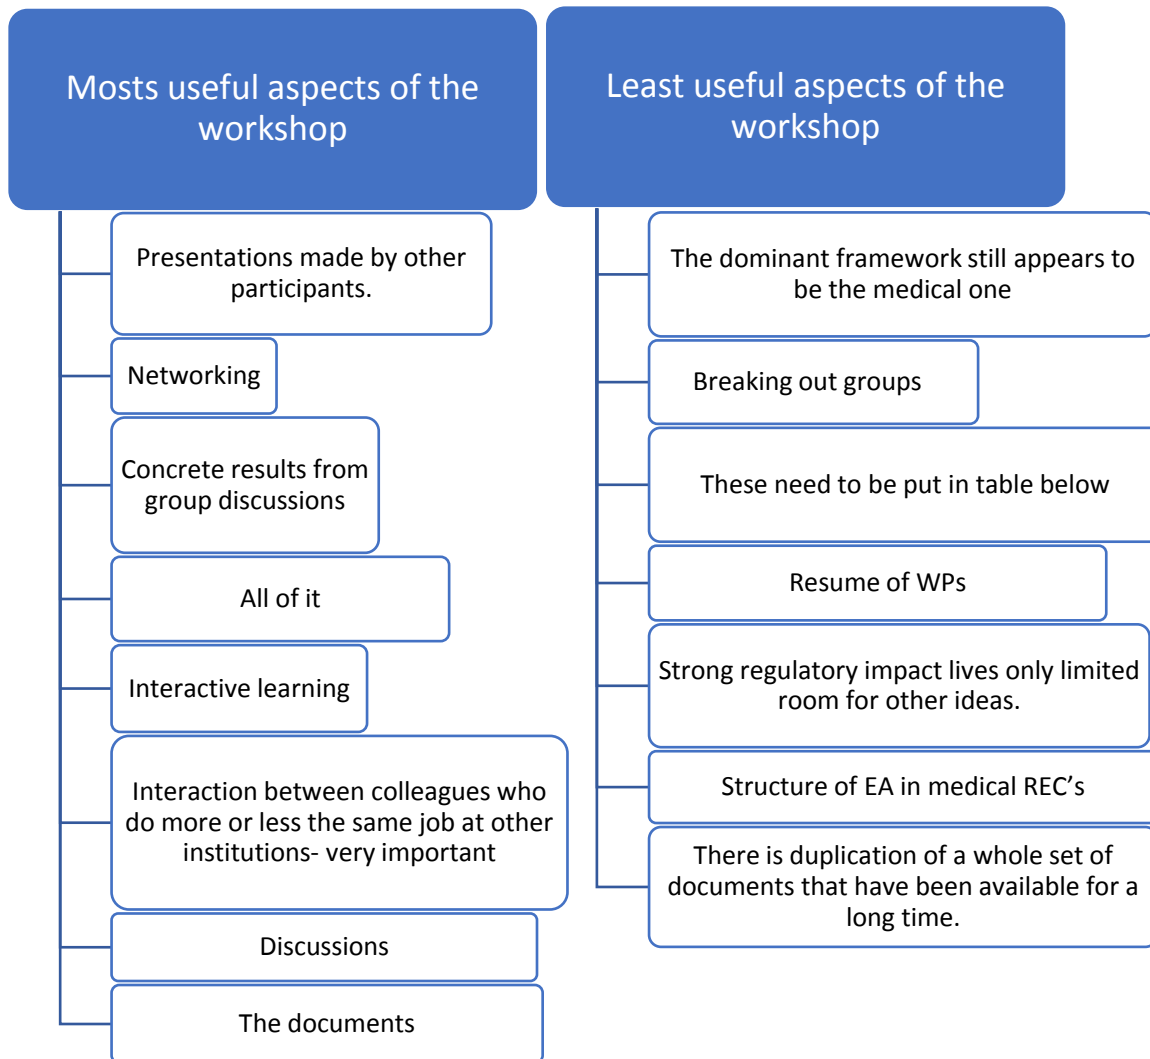 Mosts useful aspects of the
workshop
Presentations made by other
participants.
Networking
Concrete results from
group discussions
All of it
Interactive learning
Interaction between colleagues who
do more or less the same job at other
institutions- very important
Discussions
The documents
Least useful aspects of the
workshop
The dominant framework still appears to
be the medical one
Breaking out groups
These need to be put in table below
Resume of WPs
Strong regulatory impact lives only limited
room for other ideas.
Structure of EA in medical REC’s
There is duplication of a whole set of
documents that have been available for a
long time.